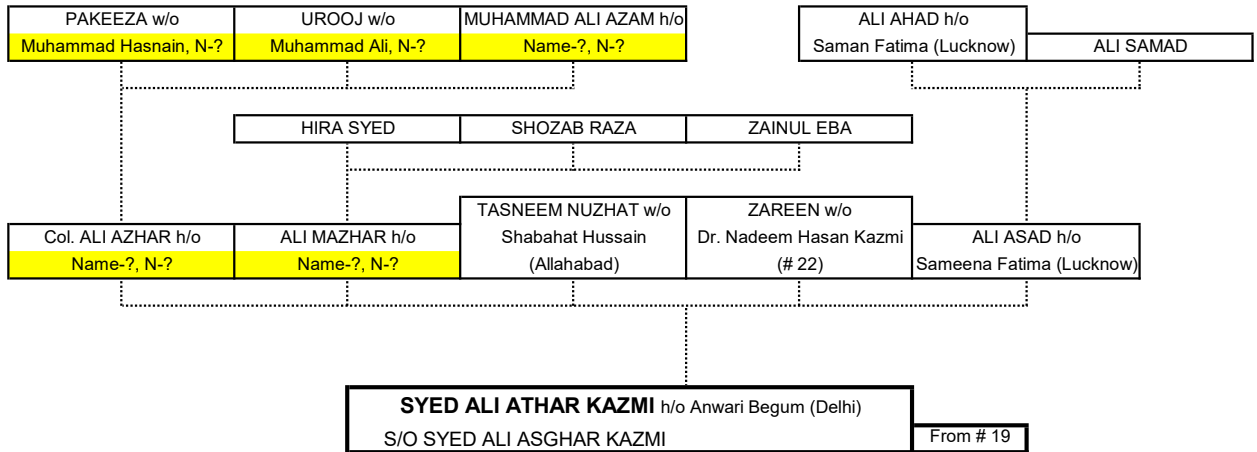 PAKEEZA w/o
Muhammad Hasnain, N-?
UROOJ w/o
Muhammad Ali, N-?
MUHAMMAD ALI AZAM h/o
Name-?, N-?
ALI AHAD h/o
Saman Fatima (Lucknow)
ALI SAMAD
HIRA SYED
SHOZAB RAZA
ZAINUL EBA
Col. ALI AZHAR h/o
Name-?, N-?
ALI MAZHAR h/o
Name-?, N-?
TASNEEM NUZHAT w/o
Shabahat Hussain
(Allahabad)
ZAREEN w/o
Dr. Nadeem Hasan Kazmi
(# 22)
ALI ASAD h/o
Sameena Fatima (Lucknow)
SYED ALI ATHAR KAZMI h/o Anwari Begum (Delhi)
S/O SYED ALI ASGHAR KAZMI
From # 19